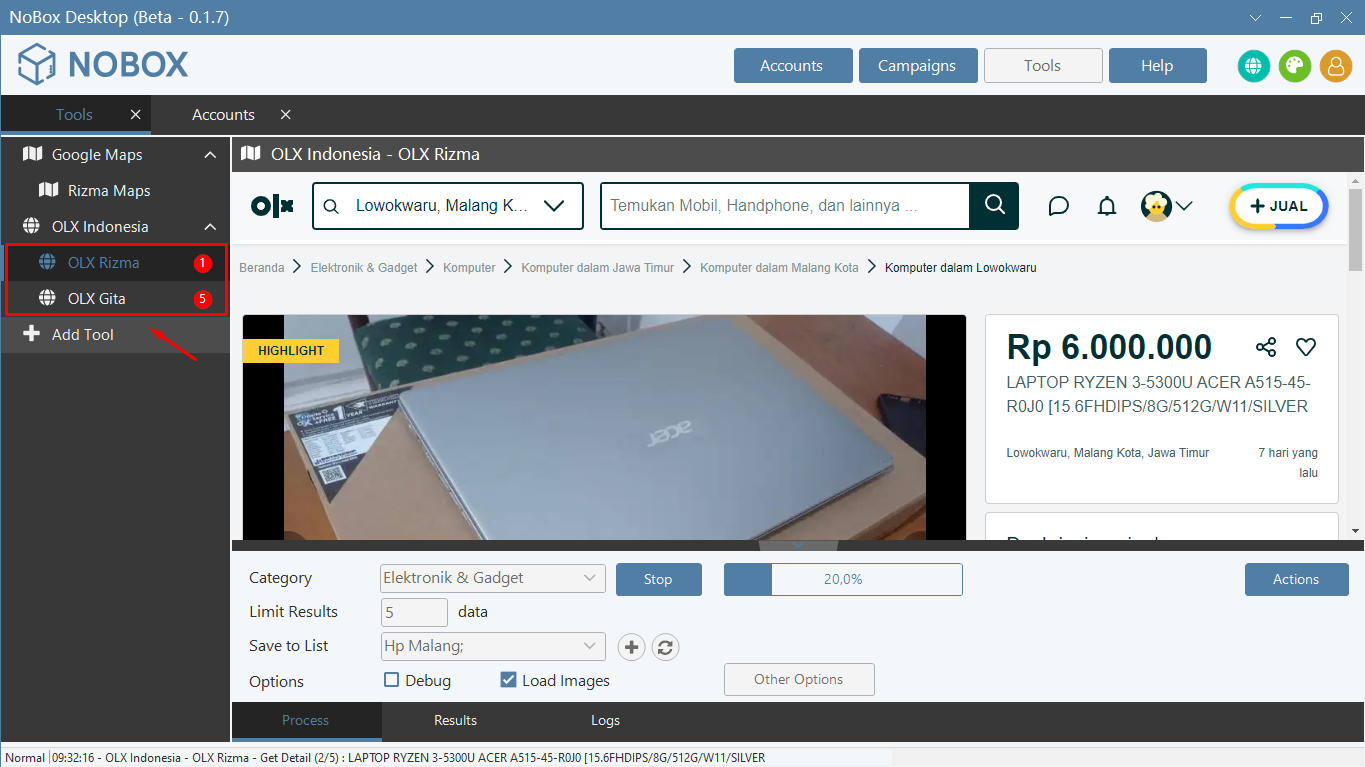 NoBox Desktop (Beta - 0.1.7)
NOBOX
Accounts
Campaigns
Tools
Help
Tools
Accounts
Google Maps
Rizma Maps
OLX Indonesia
OLX Rizma 1
OLX Gita 5
Add Tool
OLX Indonesia - OLX Rizma
olx
Lowokwaru, Malang K...
Temukan Mobil, Handphone, dan lainnya ...
JUAL
Beranda
Elektronik & Gadget
Komputer
Komputer dalam Jawa Timur
Komputer dalam Malang Kota
Komputer dalam Lowokwaru
HIGHLIGHT
acer
Rp 6.000.000
LAPTOP RYZEN 3-5300U ACER A515-45-
R0J0 [15.6FHDIPS/8G/512G/W11/SILVER
Lowokwaru, Malang Kota, Jawa Timur
7 hari yang
lalu
Category
Elektronik & Gadget
Stop
20,0%
Actions
Limit Results
5
data
Save to List
Hp Malang;
Options
Debug
Load Images
Other Options
Process
Results
Logs
Normal
09:32:16 - OLX Indonesia - OLX Rizma - Get Detail (2/5) : LAPTOP RYZEN 3-5300U ACER A515-45-R0J0 [15.6FHDIPS/8G/512G/W11/SILVER